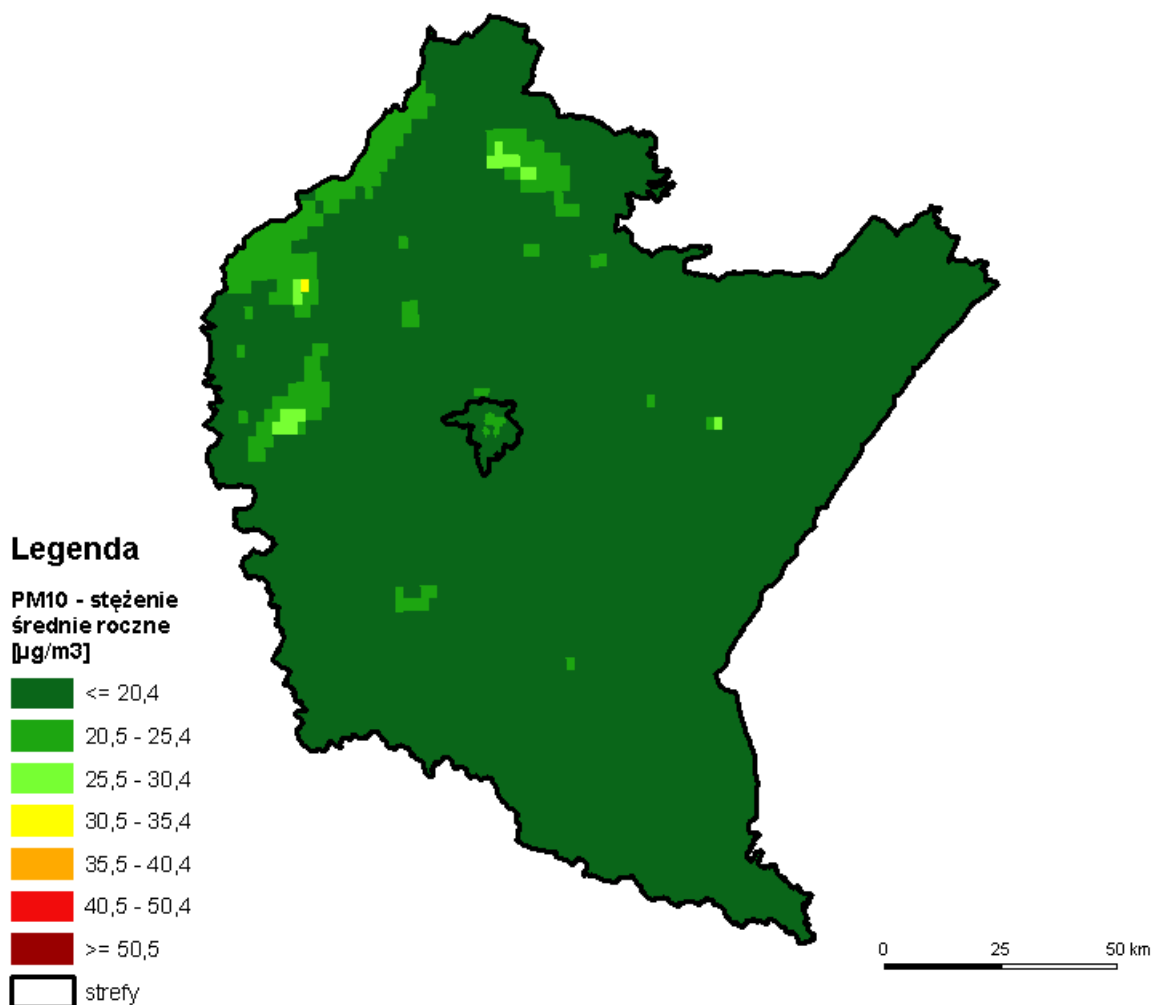 Legenda
PM10 - stężenie
średnie roczne
[µg/m3]
<= 20,4
20,5 - 25,4
25,5 - 30,4
30,5 - 35,4
35,5 - 40,4
40,5 - 50,4
>= 50,5
strefy
0 25 50 km